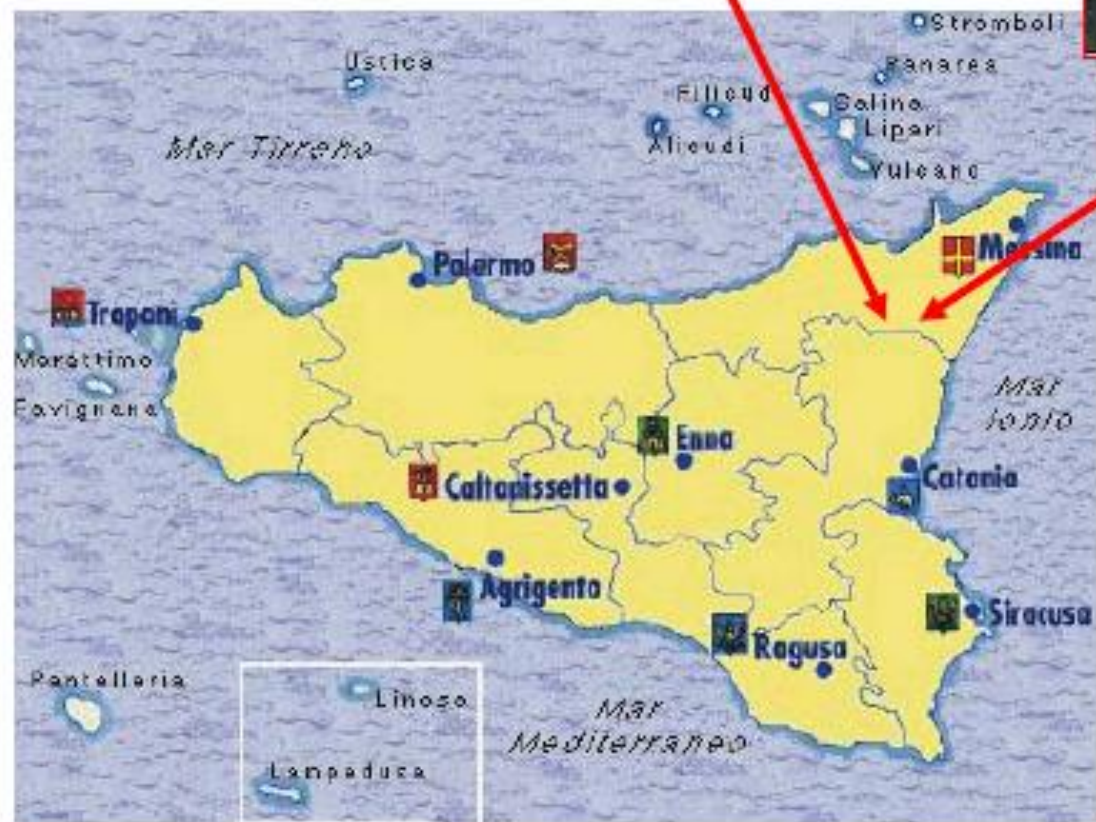 Stromboli
Ustica
Panarea
Filicudi
Salina
Alicudi
Lipari
Mar Tirreno
Vulcano
Messina
Palermo
Trapani
Marettimo
Favignana
Mar
Ionio
Enna
Caltanissetta
Catania
Agrigento
Siracusa
Ragusa
Pantelleria
Linosa
Mar
Mediterraneo
Lampedusa